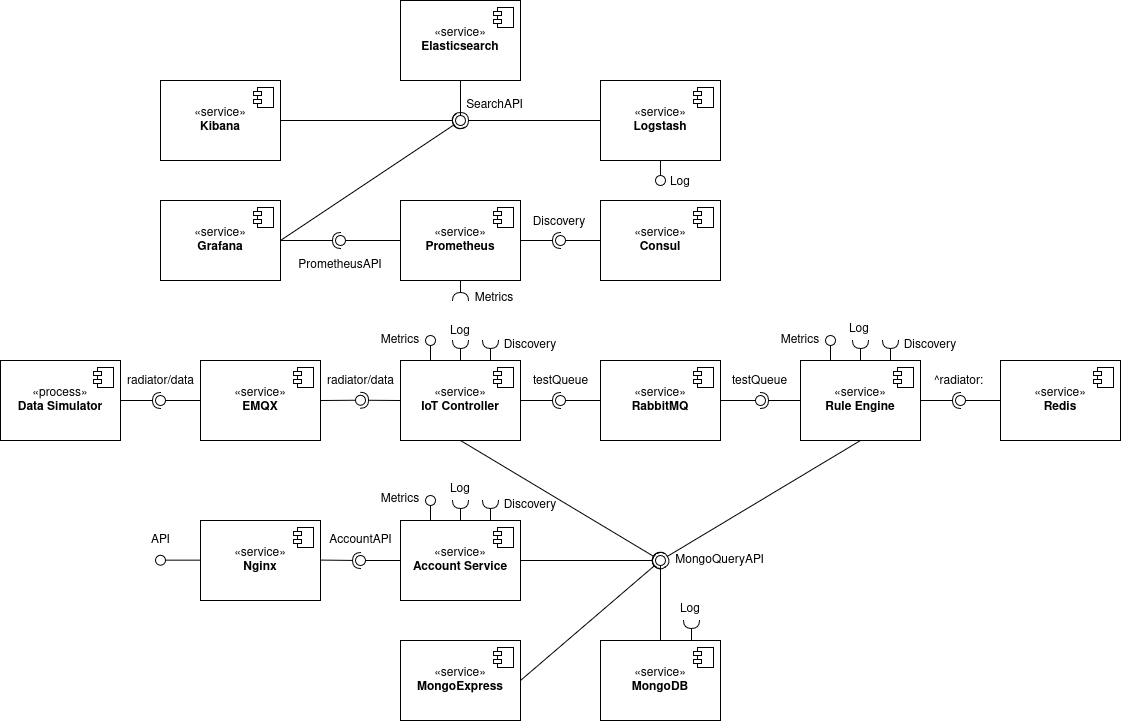 «service»
Elasticsearch
SearchAPI
«service»
Kibana
«service»
Logstash
Log
«service»
Grafana
PrometheusAPI
«service»
Prometheus
Metrics
Discovery
«service»
Consul
«process»
Data Simulator
radiator/data
«service»
EMQX
radiator/data
Metrics
Log
Discovery
«service»
IoT Controller
testQueue
«service»
RabbitMQ
testQueue
Metrics
Log
Discovery
«service»
Rule Engine
^radiator:
«service»
Redis
API
«service»
Nginx
AccountAPI
Metrics
Log
Discovery
«service»
Account Service
MongoQueryAPI
«service»
MongoExpress
Log
«service»
MongoDB